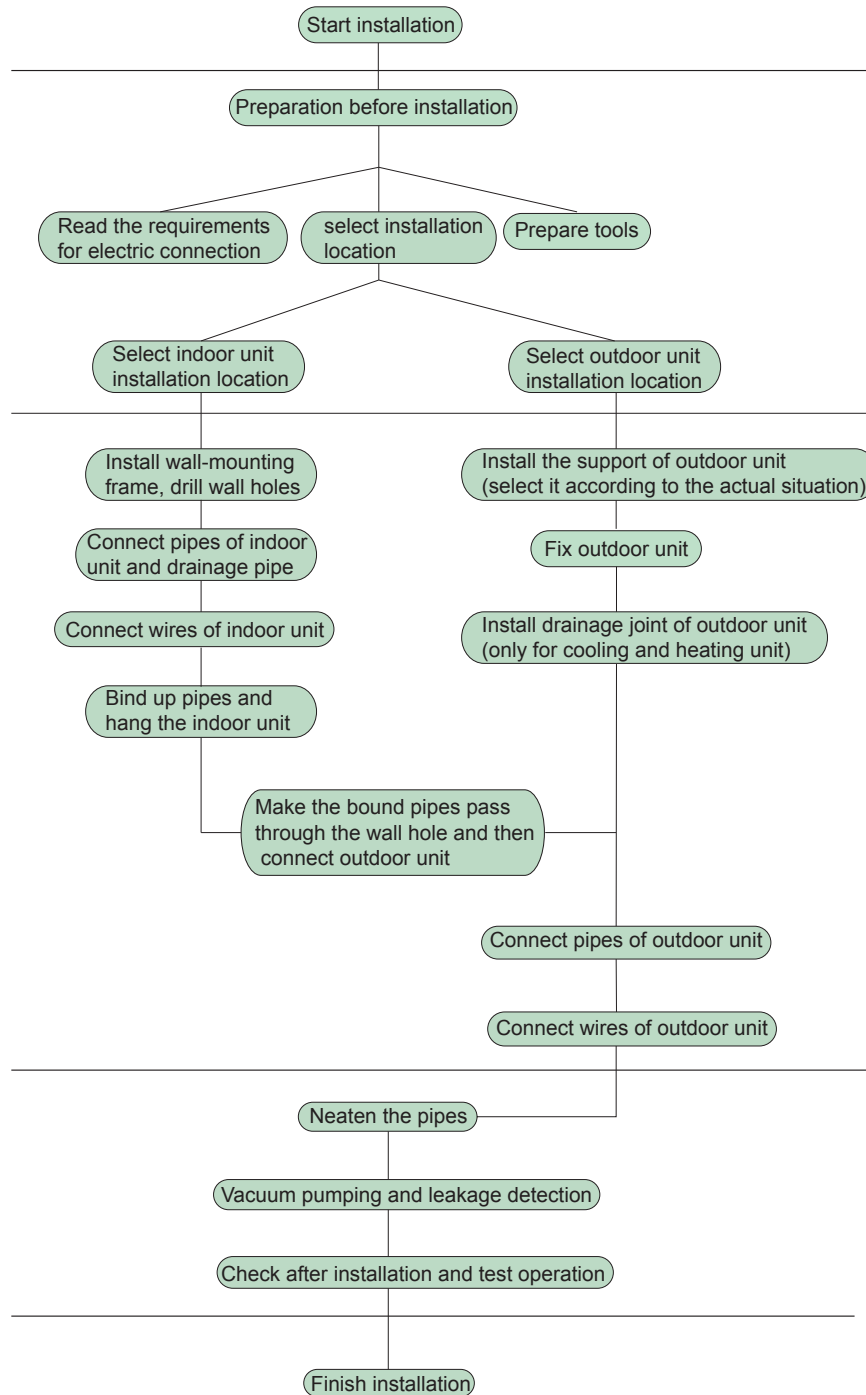 Start installation
Preparation before installation
Read the requirements
for electric connection
select installation
location
Prepare tools
Select indoor unit
installation location
Select outdoor unit
installation location
Install wall-mounting
frame, drill wall holes
Install the support of outdoor unit
(select it according to the actual situation)
Connect pipes of indoor
unit and drainage pipe
Fix outdoor unit
Connect wires of indoor unit
Install drainage joint of outdoor unit
(only for cooling and heating unit)
Bind up pipes and
hang the indoor unit
Make the bound pipes pass
through the wall hole and then
connect outdoor unit
Connect pipes of outdoor unit
Connect wires of outdoor unit
Neaten the pipes
Vacuum pumping and leakage detection
Check after installation and test operation
Finish installation